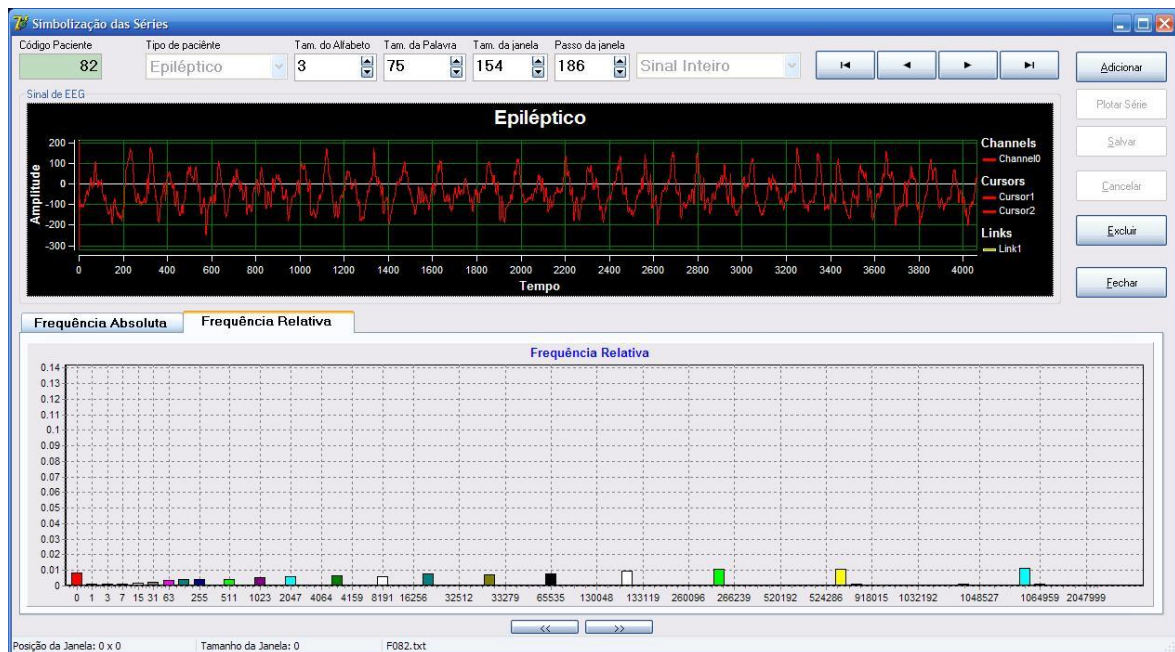 Simbolização das Séries
Código Paciente Tipo de paciênte Tam. do Alfabeto Tam. da Palavra Tam. da janela Passo da janela
82 Epiléptico 3 75 154 186 Sinal Inteiro
Adicionar
Plotar Série
Salvar
Cancelar
Excluir
Fechar
Sinal de EEG
Epiléptico
Amplitude
200
100
0
-100
-200
-300
0 200 400 600 800 1000 1200 1400 1600 1800 2000 2200 2400 2600 2800 3000 3200 3400 3600 3800 4000
Tempo
Channels
Channel0
Cursors
Cursor1
Cursor2
Links
Link1
Frequência Absoluta Frequência Relativa
Frequência Relativa
0.14
0.13
0.12
0.11
0.1
0.09
0.08
0.07
0.06
0.05
0.04
0.03
0.02
0.01
0
0 1 3 7 15 31 63 255 511 1023 2047 4064 4159 8191 16256 32512 33279 65535 130048 133119 260096 266239 520192 524286 918015 1032192 1048527 1064959 2047999
<< >>
Posição da Janela: 0 x 0 Tamanho da Janela: 0 F082.txt